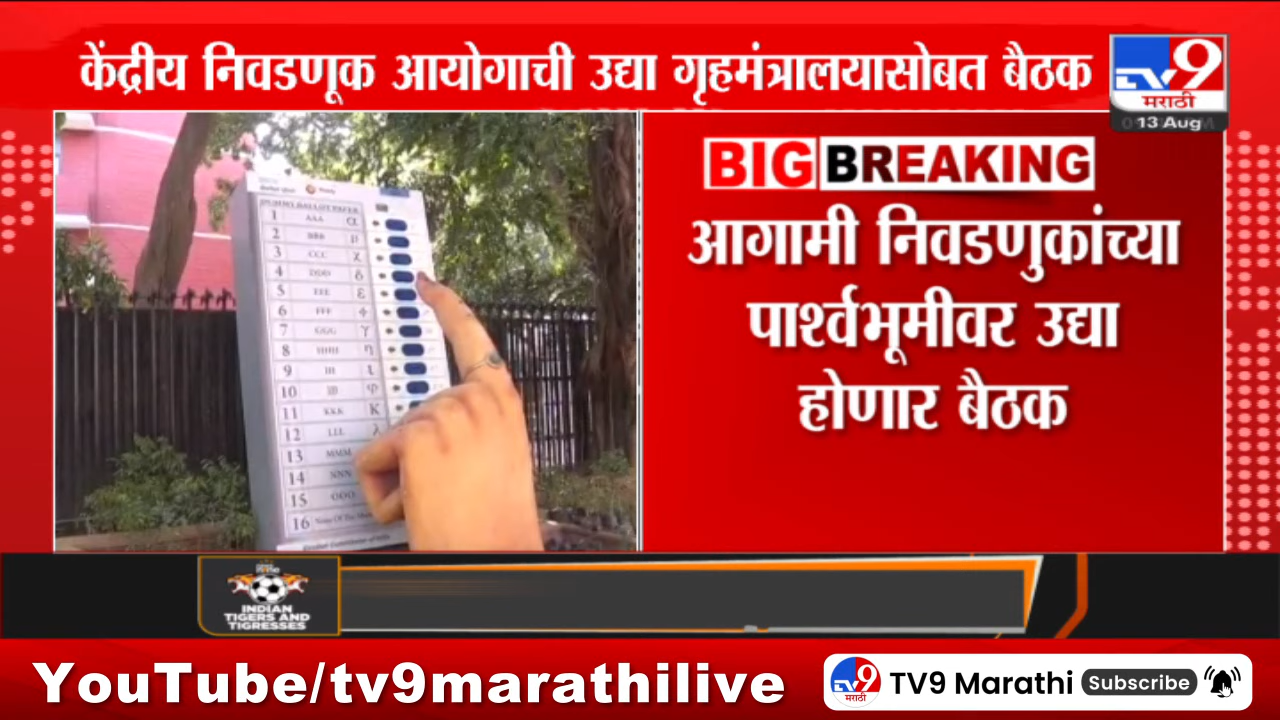 केंद्रीय निवडणूक आयोगाची उद्या गृहमंत्रालयासोबत बैठक
TV9
मराठी
13 Aug
BIG BREAKING
आगामी निवडणुकांच्या
पार्श्वभूमीवर उद्या
होणार बैठक
DUMMY BALLOT PAPER
1 AAA α
2 BBB β
3 CCC χ
4 DDD δ
5 EEE ε
6 FFF ϕ
7 GGG γ
8 HHH η
9 III ι
10 JJJ φ
11 KKK κ
12 LLL λ
13 MMM
14 NNN
15 OOO
16 None Of The
INDIAN
TIGERS AND
TIGRESSES
YouTube/tv9marathilive
TV9 मराठी TV9 Marathi Subscribe